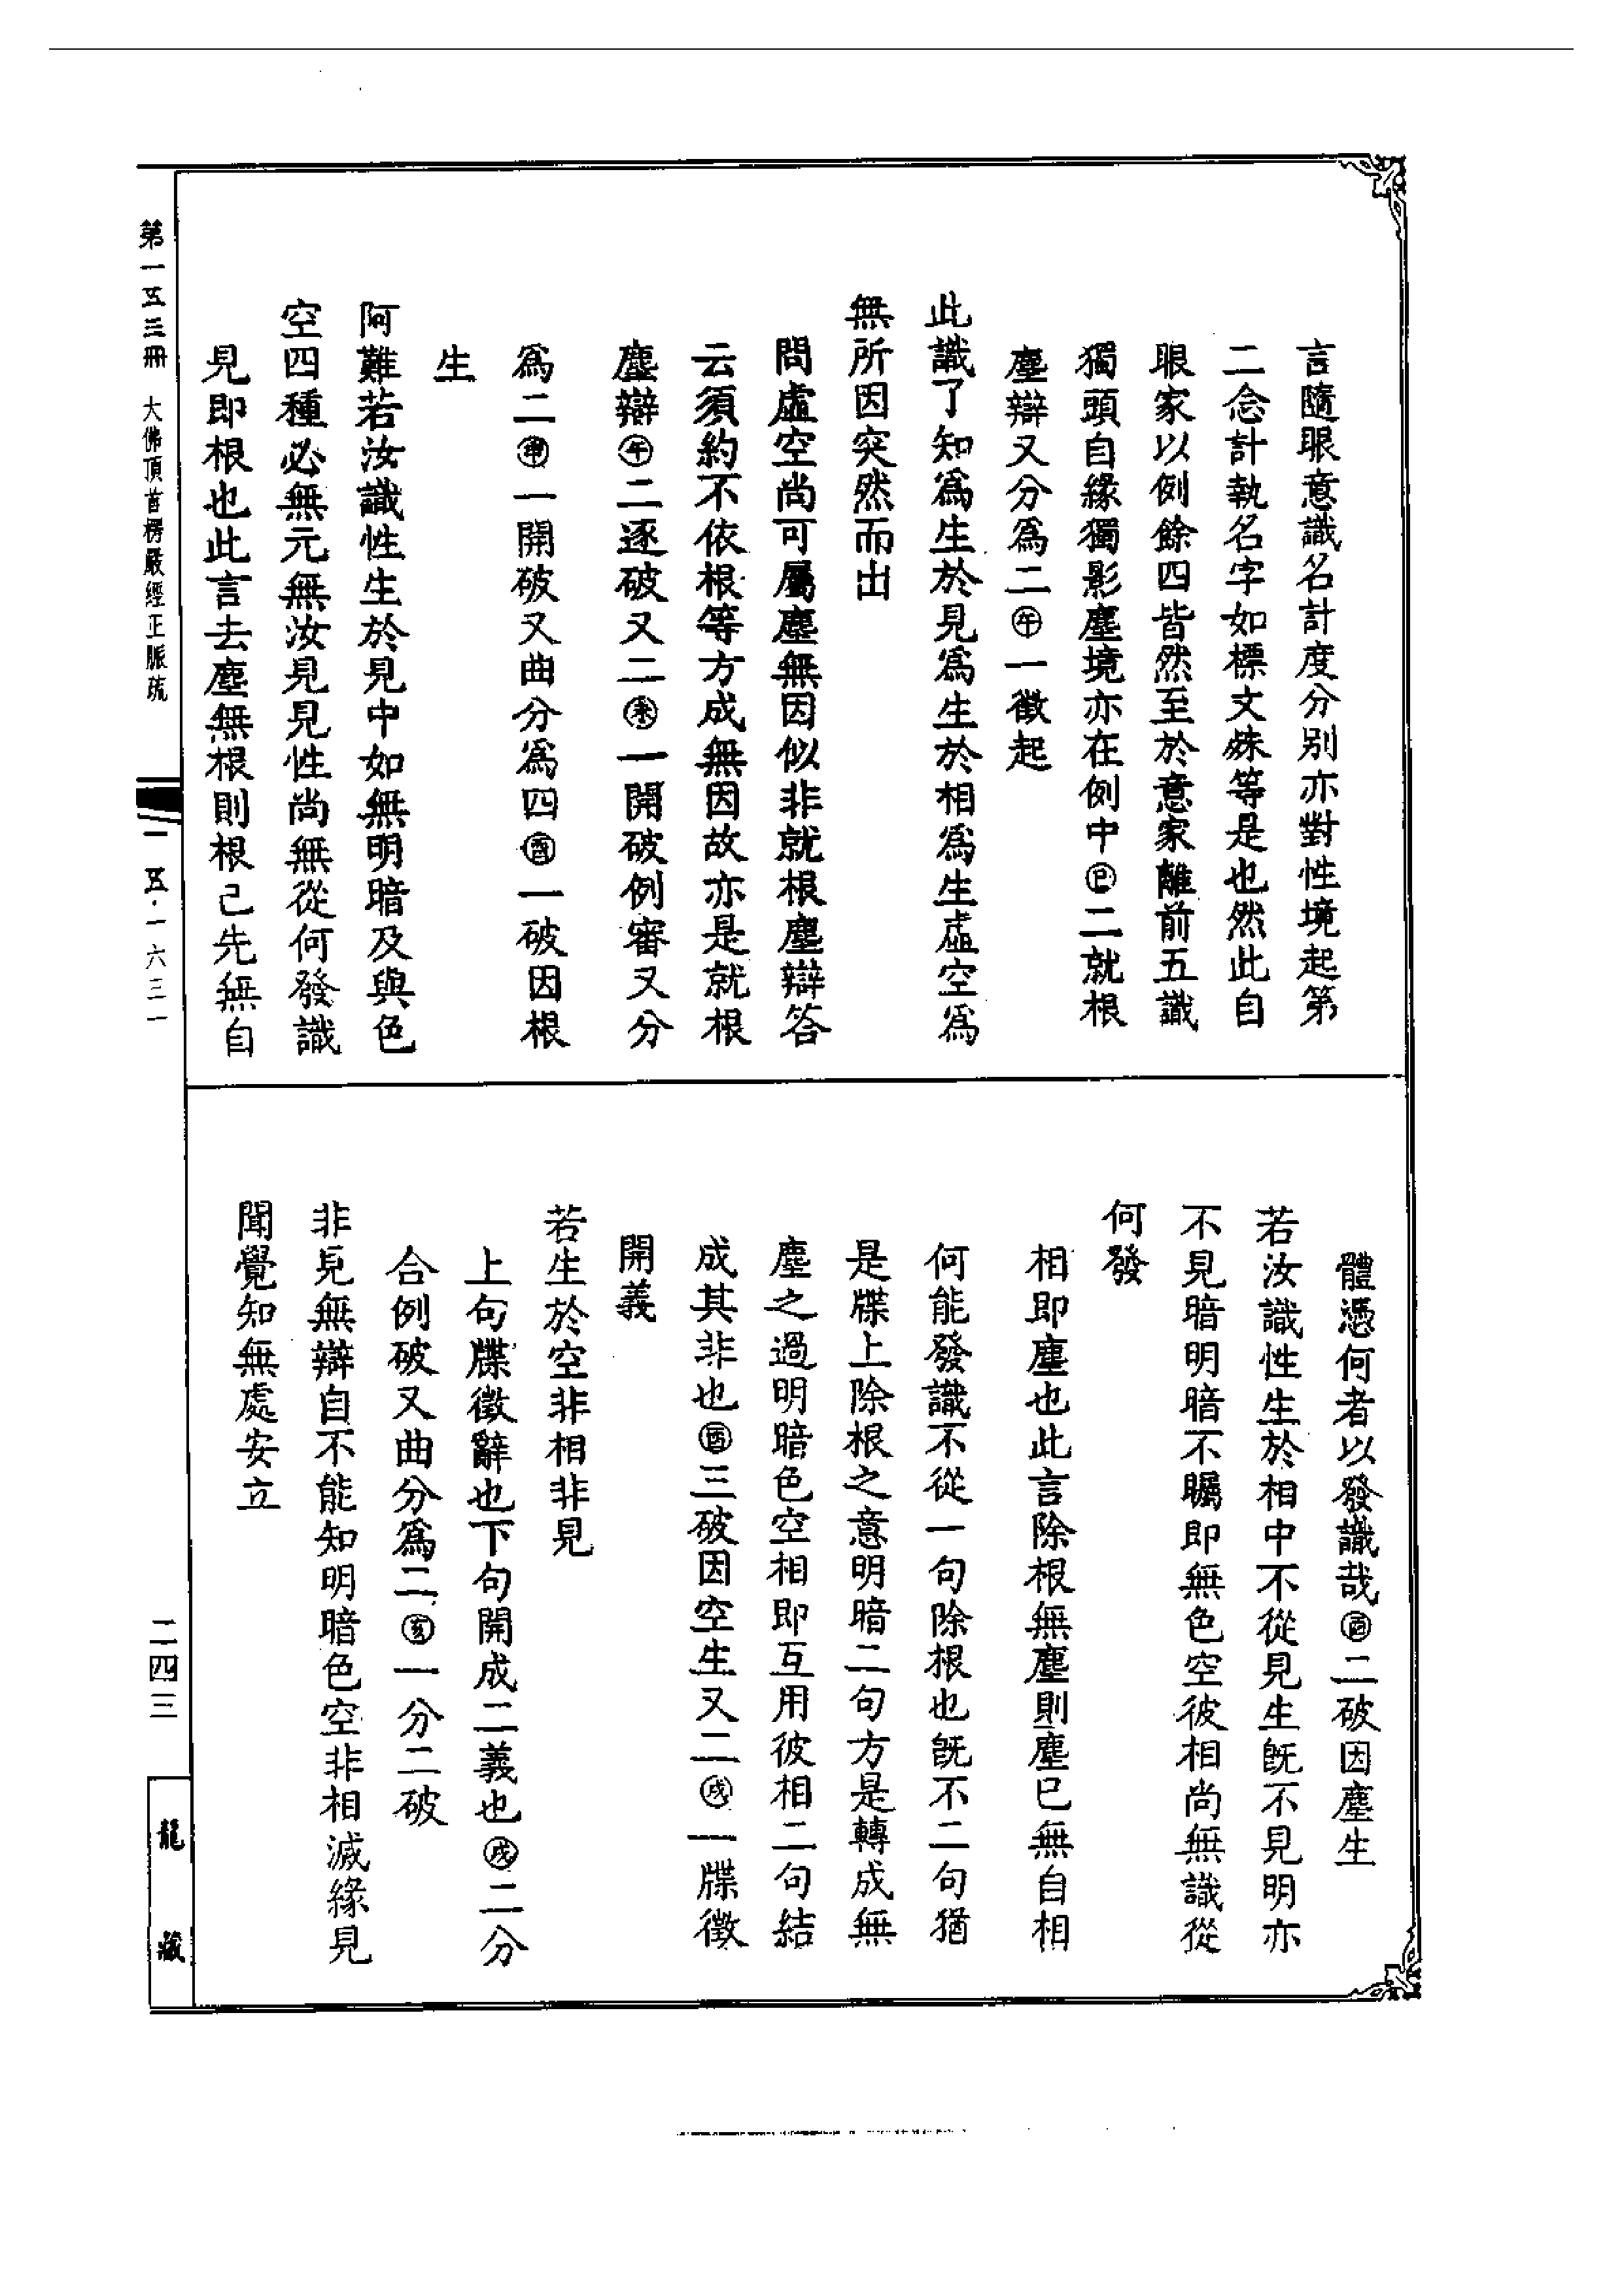 言隨眼意識名計度分別亦對性境起第
二念計執名字如標文殊等是也然此自
眼家以例餘四皆然至於意家離前五識
獨頭自緣獨影塵境亦在例中㊁二就根
塵辯又分爲二㊍一徵起
此識了知爲生於見爲生於相爲生虛空爲
無所因突然而出
問虛空尚可屬塵無因似非就根塵辯答
云須約不依根等方成無因故亦是就根
塵辯午二逐破又二未一開破例審又分
爲二申一開破又曲分爲四酉一破因根
生
阿難若汝識性生於見中如無明暗及與色
空四種必無元無汝見見性尚無從何發識
見即根也此言去塵無根則根已先無自
體憑何者以發識哉酉二破因塵生
若汝識性生於相中不從見生旣不見明亦
不見暗明暗不矚即無色空彼相尚無識從
何發
相即塵也此言除根無塵則塵已無自相
何能發識不從一句除根也旣不二句猶
是牒上除根之意明暗二句方是轉成無
塵之過明暗色空相即互用彼相二句結
成其非也酉三破因空生又二戌一牒徵
開義
若生於空非相非見
上句牒徵辭也下句開成二義也戌二分
合例破又曲分爲二亥一分二破
非見無辯自不能知明暗色空非相滅緣見
聞覺知無處安立
第一五三冊 大佛頂首楞嚴經正脈疏
一五·一六三一
二四三
龍藏